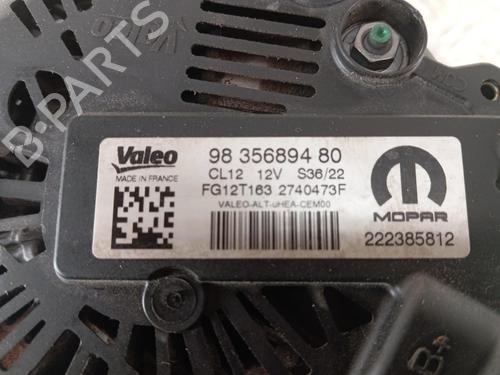 B-PARTS
Valeo
Valeo
MADE IN FRANCE
98 356894 80
CL12 12V S36/22
FG12T163 2740473F
VALEO-ALT-uHEA-CEM00
MOPAR
222385812
B+